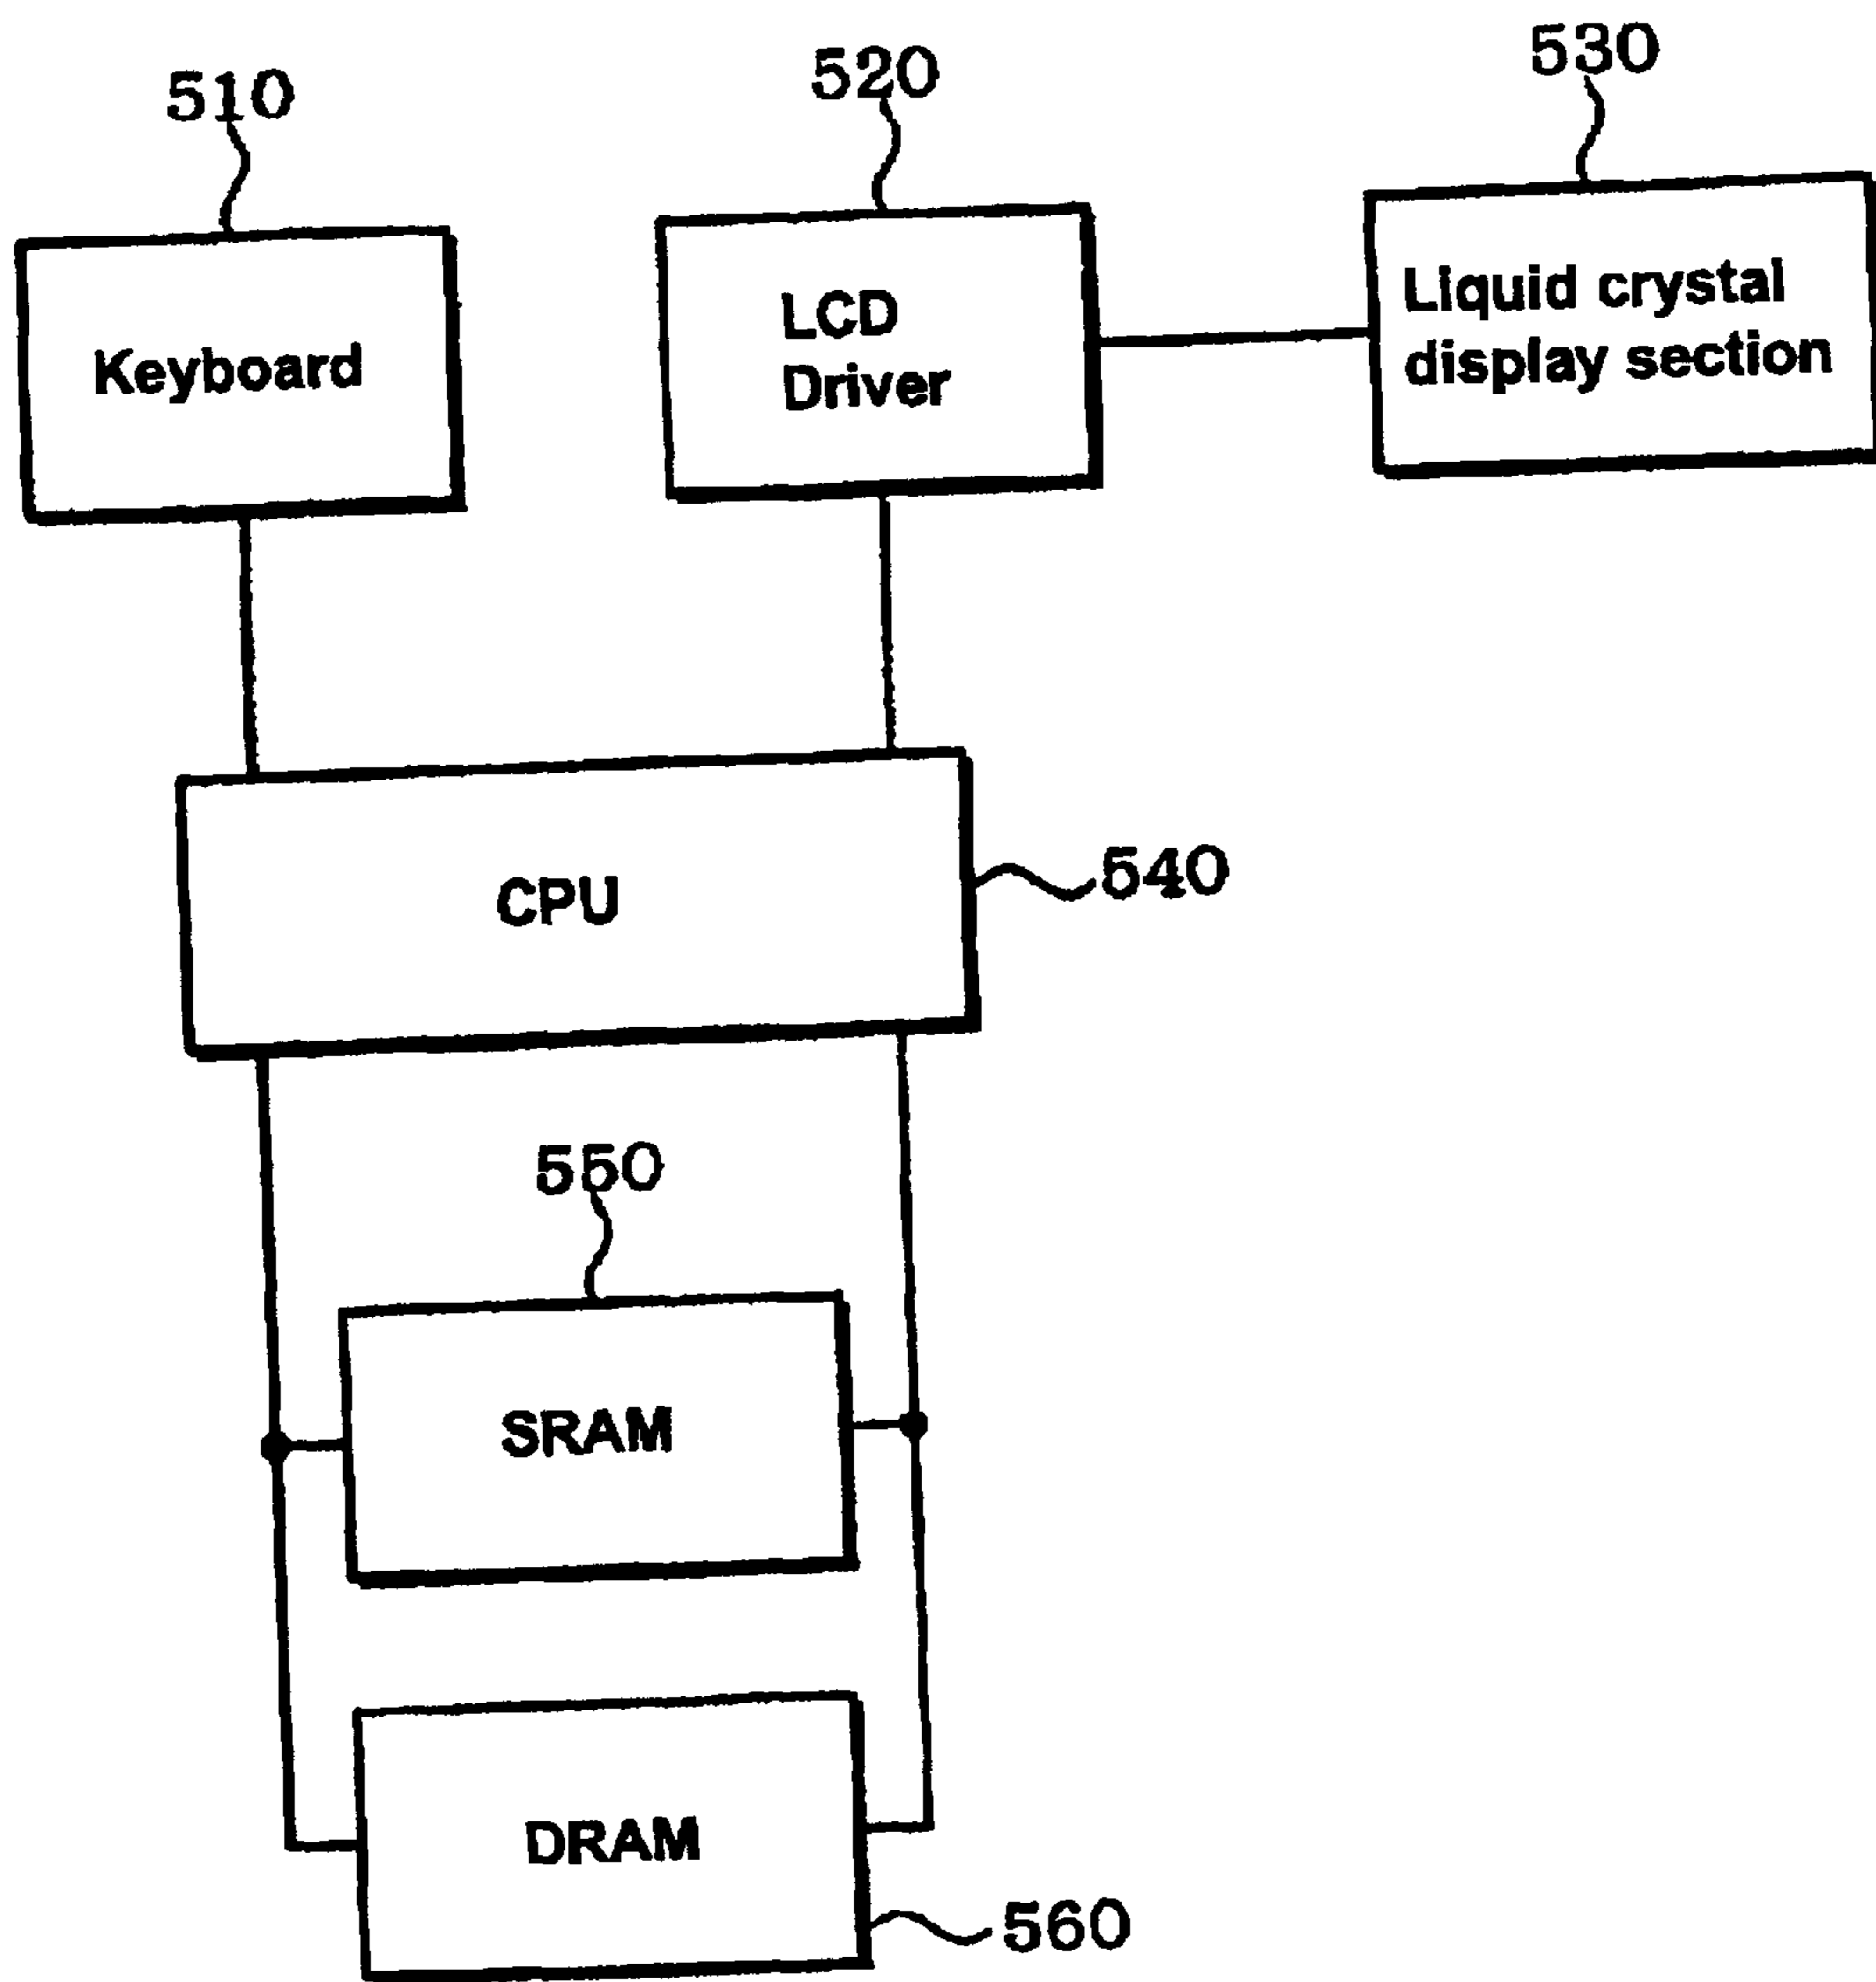 510
520
530
Keyboard
LCD
Driver
Liquid crystal
display section
CPU
540
550
SRAM
DRAM
560